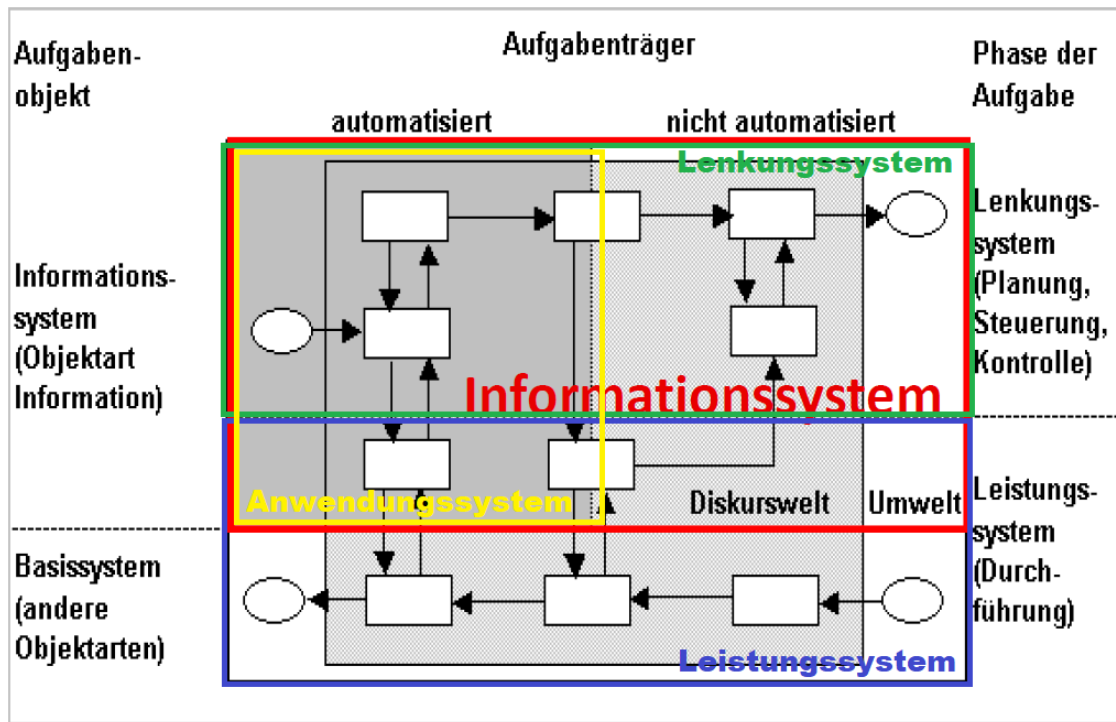 Aufgaben-
objekt
Aufgabenträger
Phase der
Aufgabe
automatisiert
nicht automatisiert
Lenkungssystem
Informations-
system
(Objektart
Information)
Lenkungs-
system
(Planung,
Steuerung,
Kontrolle)
Informationssystem
Anwendungssystem
Diskurswelt
Umwelt
Leistungs-
system
(Durch-
führung)
Basissystem
(andere
Objektarten)
Leistungssystem